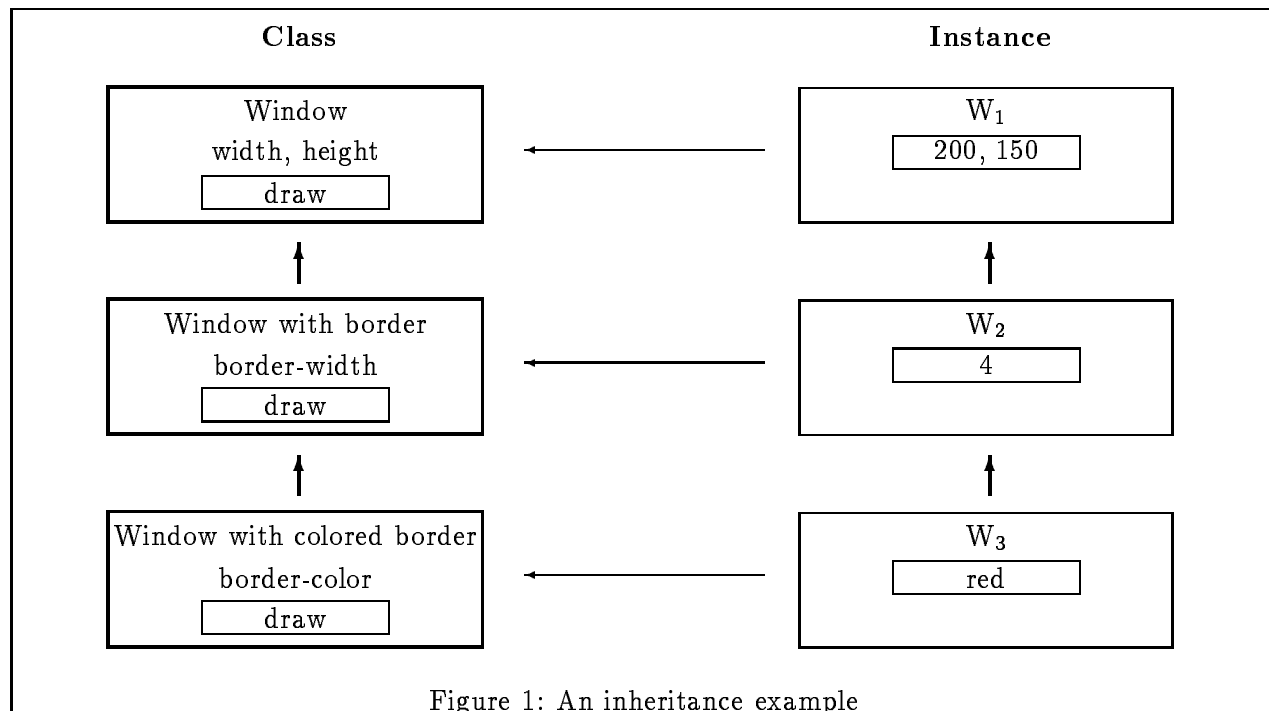 Class
Instance
Window
width, height
draw
W₁
200, 150
Window with border
border-width
draw
W₂
4
Window with colored border
border-color
draw
W₃
red
Figure 1: An inheritance example